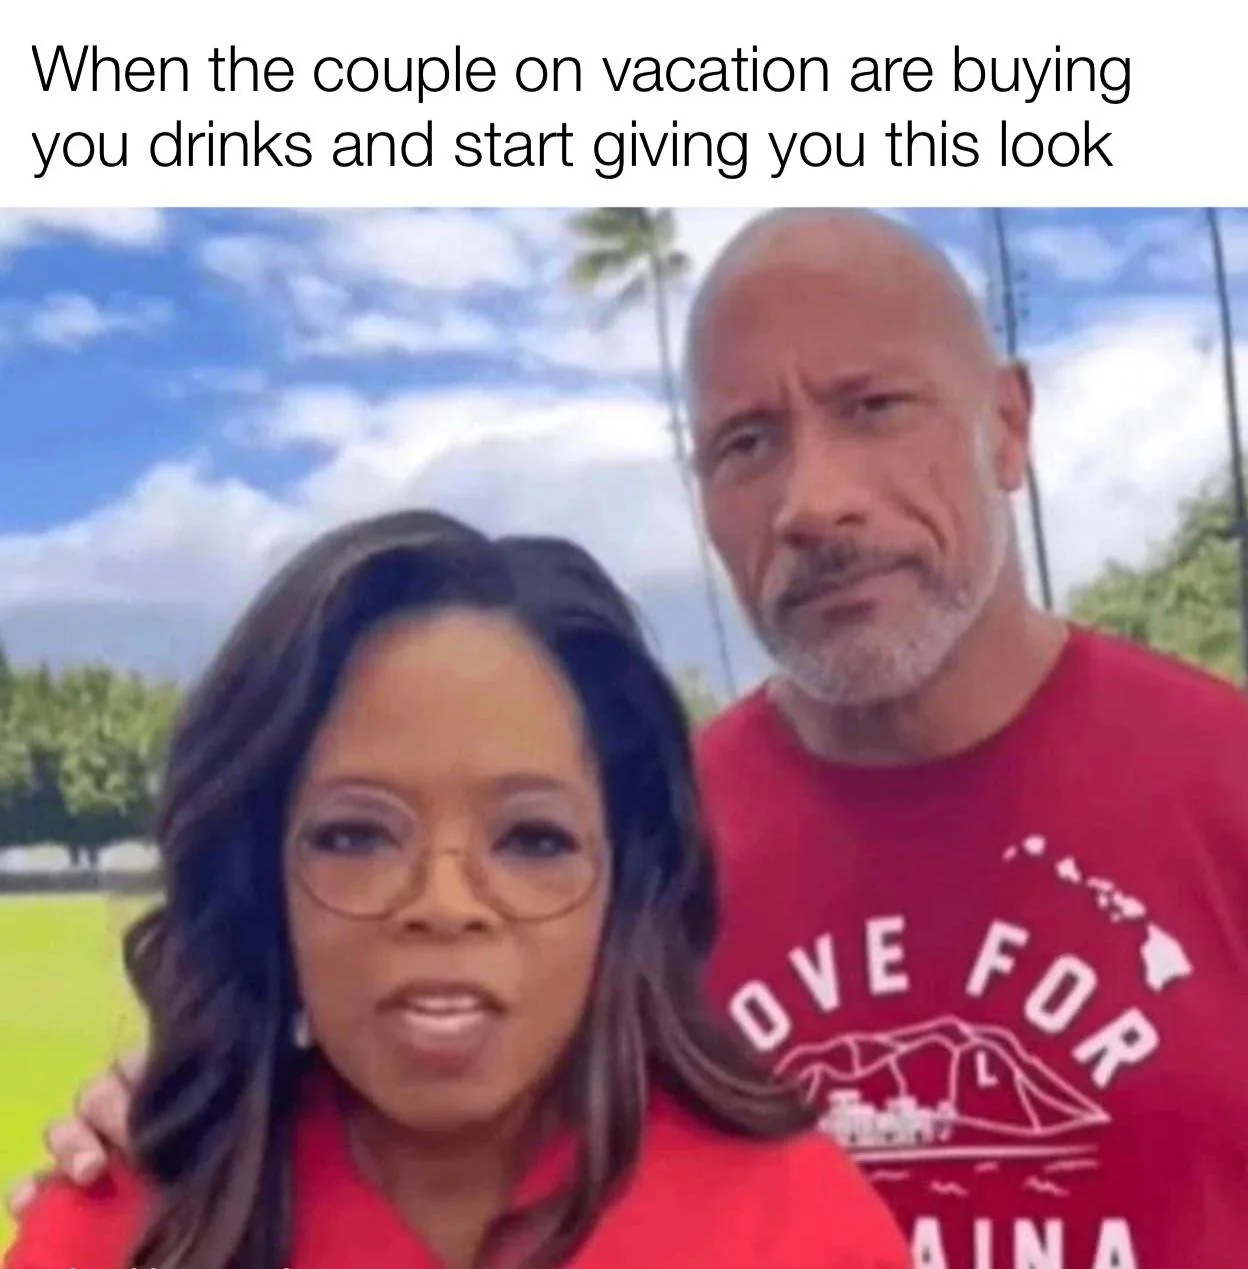 When the couple on vacation are buying
you drinks and start giving you this look
OVE FOR
L
AINA